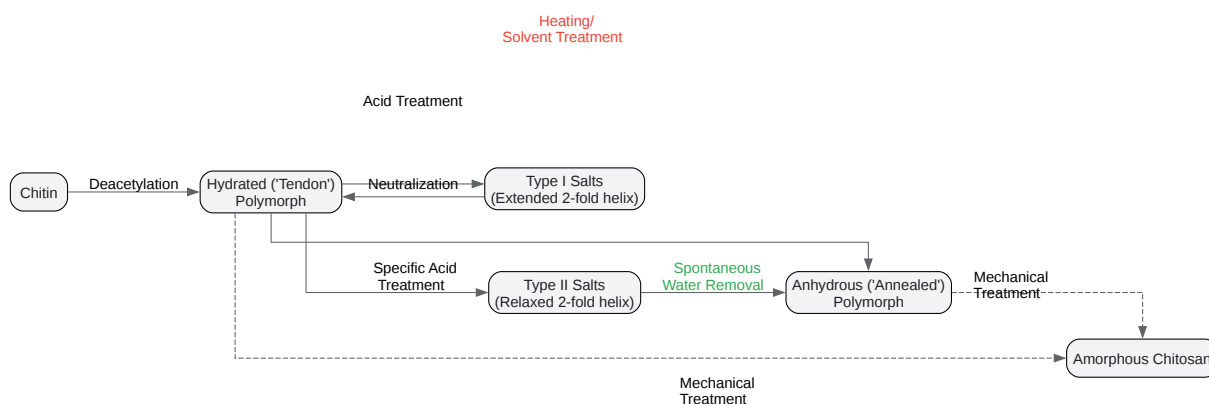 Heating/
Solvent Treatment
Acid Treatment
Chitin
Deacetylation
Hydrated ('Tendon')
Polymorph
Neutralization
Type I Salts
(Extended 2-fold helix)
Specific Acid
Treatment
Type II Salts
(Relaxed 2-fold helix)
Spontaneous
Water Removal
Anhydrous ('Annealed')
Polymorph
Mechanical
Treatment
Amorphous Chitosan
Mechanical
Treatment